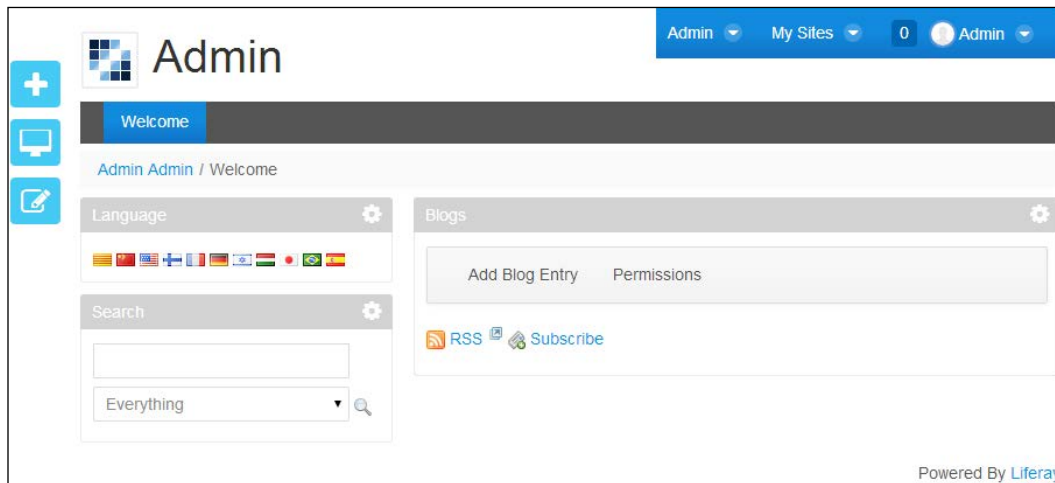 Admin
Admin My Sites 0 Admin
Welcome
Admin Admin / Welcome
Language
Blogs
Add Blog Entry Permissions
Search
RSS Subscribe
Everything
Powered By Liferay